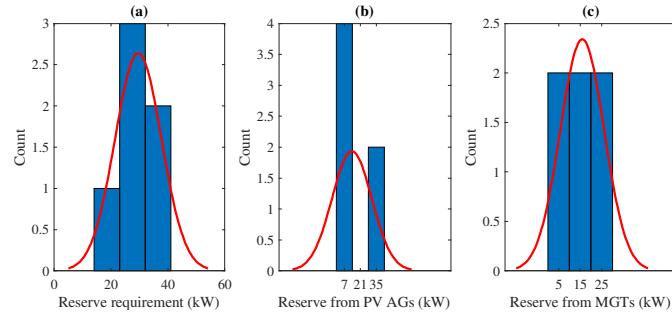 (a)
3
2.5
2
1.5
1
0.5
0
Count
0 20 40 60
Reserve requirement (kW)
(b)
4
3.5
3
2.5
2
1.5
1
0.5
0
Count
7 21 35
Reserve from PV AGs (kW)
(c)
2.5
2
1.5
1
0.5
0
Count
5 15 25
Reserve from MGTs (kW)